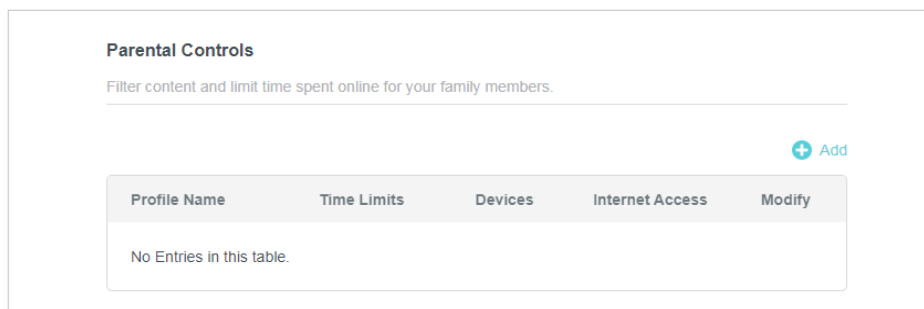 Parental Controls
Filter content and limit time spent online for your family members.
Add
Profile Name Time Limits Devices Internet Access Modify
No Entries in this table.